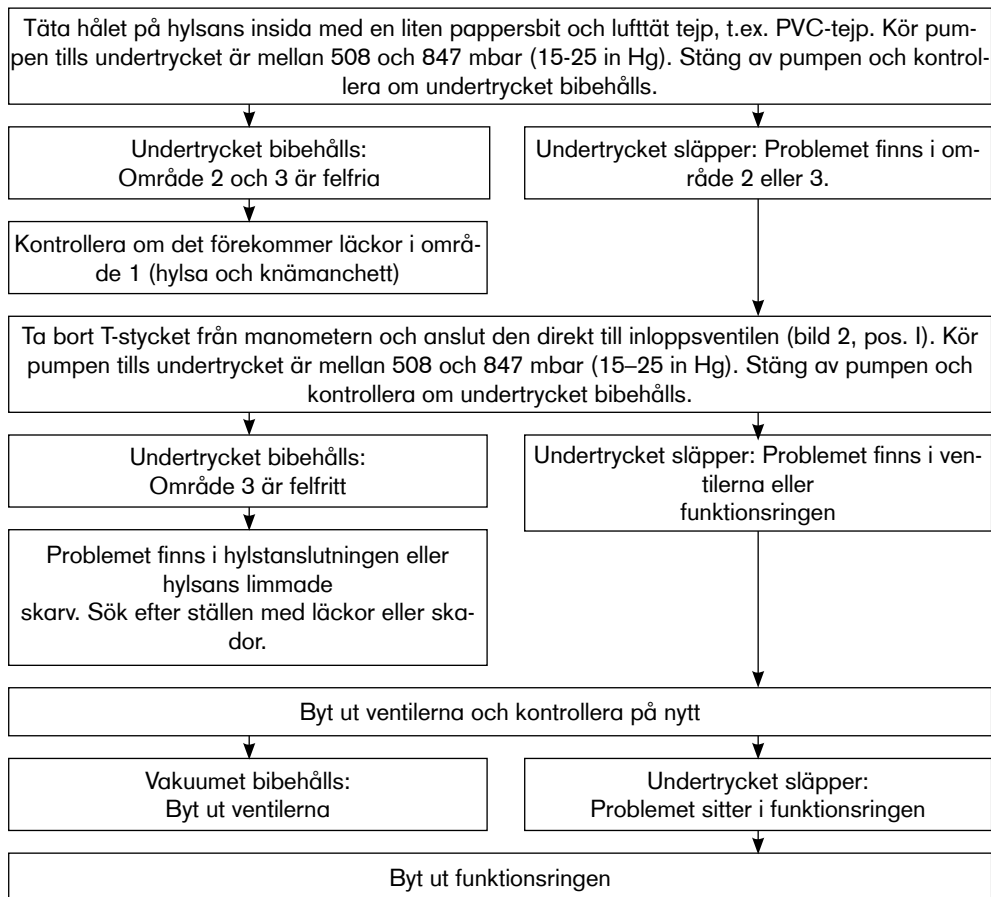 Täta hålet på hylsans insida med en liten pappersbit och lufttät tejp, t.ex. PVC-tejp. Kör pum-
pen tills undertrycket är mellan 508 och 847 mbar (15-25 in Hg). Stäng av pumpen och kontrol-
lera om undertrycket bibehålls.
Undertrycket bibehålls:
Område 2 och 3 är felfria
Undertrycket släpper: Problemet finns i om-
råde 2 eller 3.
Kontrollera om det förekommer läckor i områ-
de 1 (hylsa och knämanchett)
Ta bort T-stycket från manometern och anslut den direkt till inloppsventilen (bild 2, pos. I). Kör
pumpen tills undertrycket är mellan 508 och 847 mbar (15–25 in Hg). Stäng av pumpen och
kontrollera om undertrycket bibehålls.
Undertrycket bibehålls:
Område 3 är felfritt
Undertrycket släpper: Problemet finns i ven-
tilerna eller
funktionsringen
Problemet finns i hylstanslutningen eller
hylsans limmade
skarv. Sök efter ställen med läckor eller ska-
dor.
Byt ut ventilerna och kontrollera på nytt
Vakuumet bibehålls:
Byt ut ventilerna
Undertrycket släpper:
Problemet sitter i funktionsringen
Byt ut funktionsringen